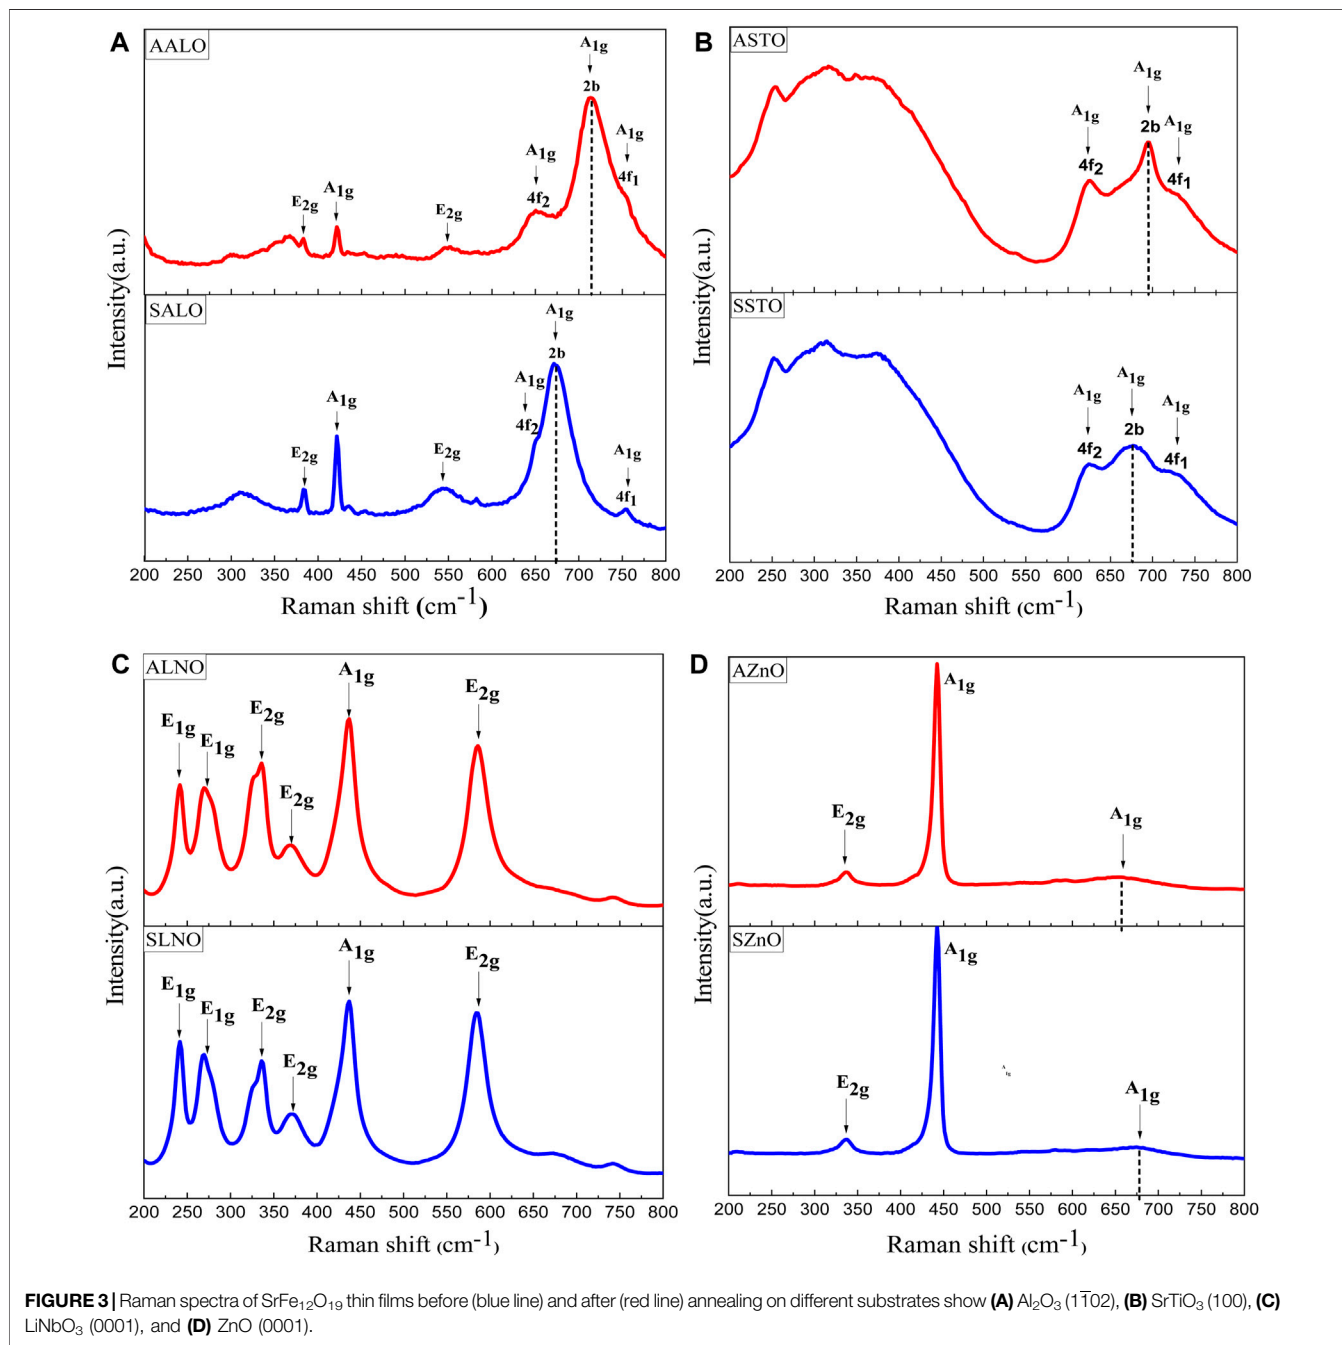 A
AALO
A1g
2b
A1g
A1g
4f2
4f1
A1g
E2g
E2g
SALO
A1g
2b
A1g
4f2
A1g
E2g
E2g
A1g
4f1
Intensity(a.u.)
200 250 300 350 400 450 500 550 600 650 700 750 800
Raman shift (cm-1)
B
ASTO
A1g
2b
A1g
A1g
4f2
4f1
SSTO
A1g
2b
A1g
A1g
4f2
4f1
Intensity(a.u.)
200 250 300 350 400 450 500 550 600 650 700 750 800
Raman shift (cm-1)
C
ALNO
A1g
E2g
E2g
E1g
E1g
E2g
SLNO
A1g
E2g
E1g
E1g
E2g
E2g
Intensity(a.u.)
200 250 300 350 400 450 500 550 600 650 700 750 800
Raman shift (cm-1)
D
AZnO
A1g
E2g
A1g
SZnO
A1g
A1g
E2g
A1g
Intensity(a.u.)
200 250 300 350 400 450 500 550 600 650 700 750 800
Raman shift (cm-1)
FIGURE 3 | Raman spectra of SrFe12O19 thin films before (blue line) and after (red line) annealing on different substrates show (A) Al2O3 (11̅02), (B) SrTiO3 (100), (C)
LiNbO3 (0001), and (D) ZnO (0001).